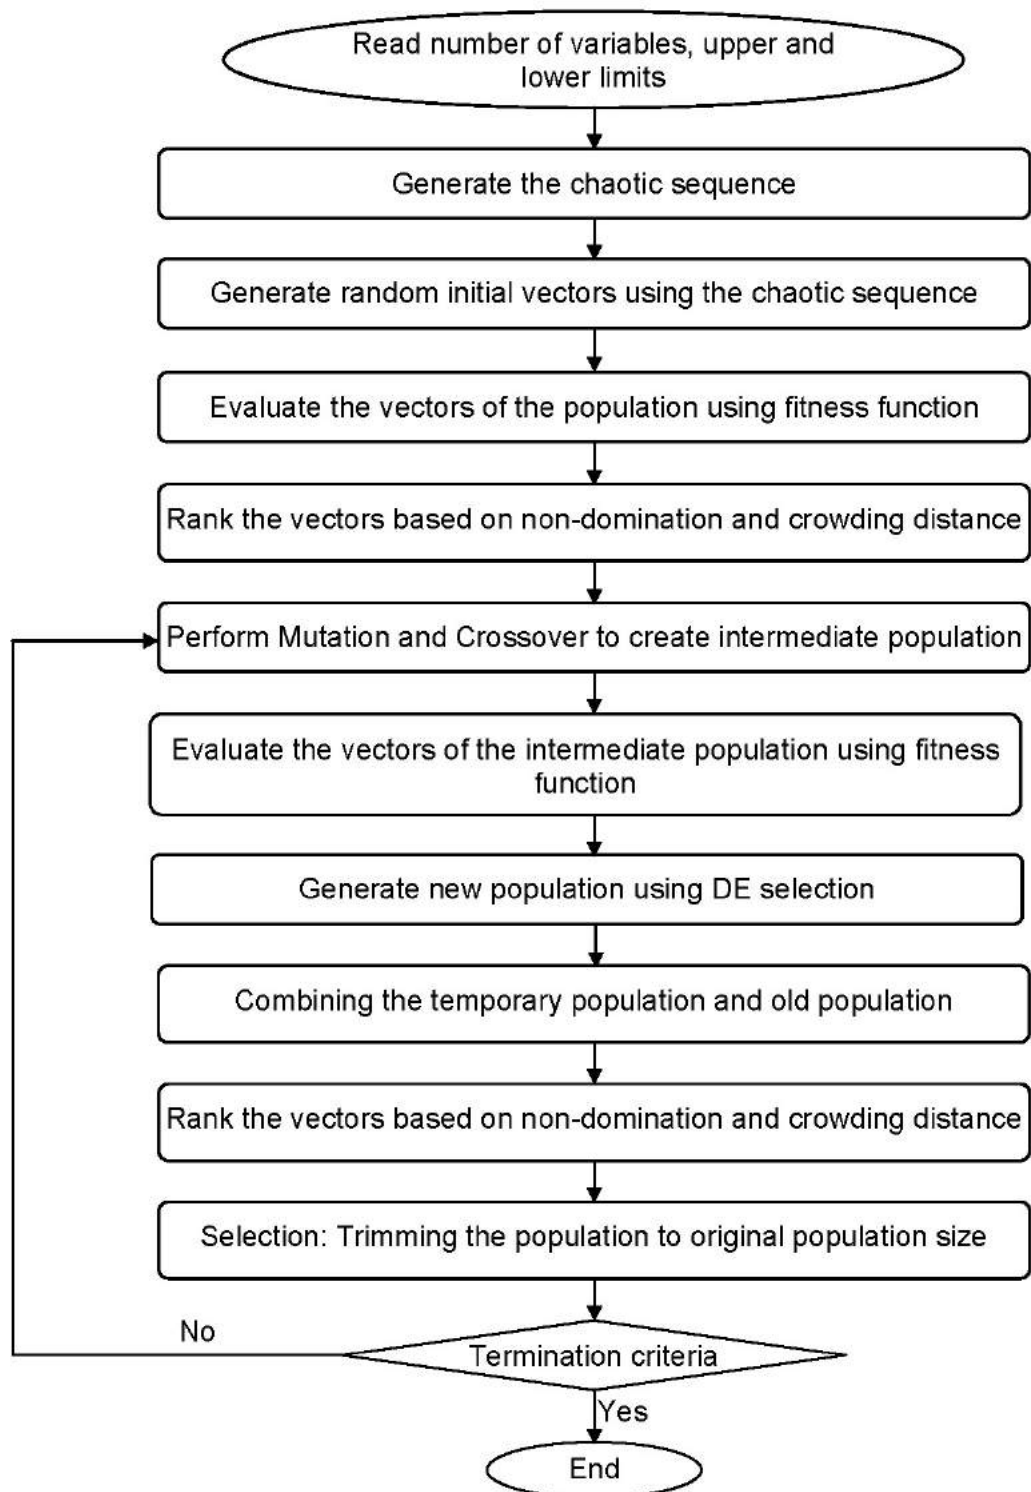 Read number of variables, upper and
lower limits
Generate the chaotic sequence
Generate random initial vectors using the chaotic sequence
Evaluate the vectors of the population using fitness function
Rank the vectors based on non-domination and crowding distance
Perform Mutation and Crossover to create intermediate population
Evaluate the vectors of the intermediate population using fitness
function
Generate new population using DE selection
Combining the temporary population and old population
Rank the vectors based on non-domination and crowding distance
Selection: Trimming the population to original population size
No
Termination criteria
Yes
End